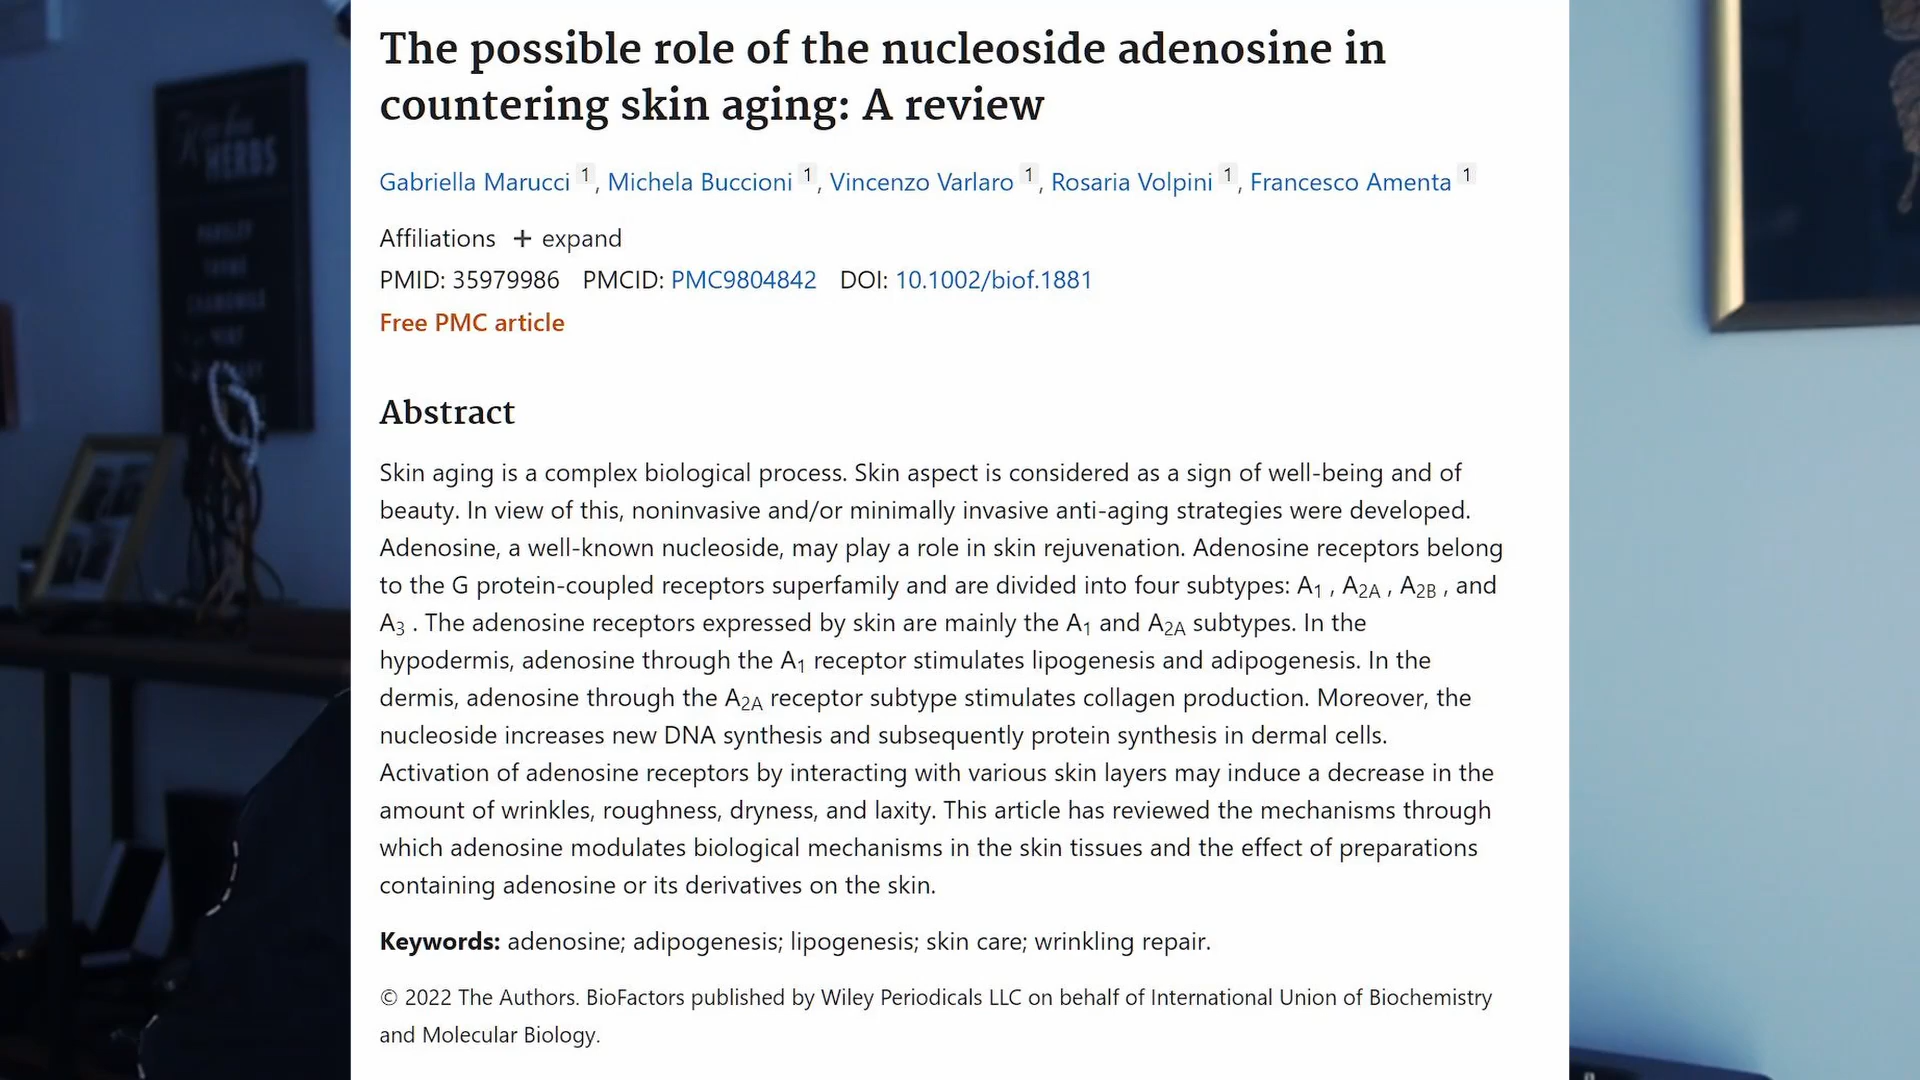 The possible role of the nucleoside adenosine in
countering skin aging: A review
Gabriella Marucci 1, Michela Buccioni 1, Vincenzo Varlaro 1, Rosaria Volpini 1, Francesco Amenta 1
Affiliations + expand
PMID: 35979986 PMCID: PMC9804842 DOI: 10.1002/biof.1881
Free PMC article
Abstract
Skin aging is a complex biological process. Skin aspect is considered as a sign of well-being and of
beauty. In view of this, noninvasive and/or minimally invasive anti-aging strategies were developed.
Adenosine, a well-known nucleoside, may play a role in skin rejuvenation. Adenosine receptors belong
to the G protein-coupled receptors superfamily and are divided into four subtypes: A1 , A2A , A2B , and
A3 . The adenosine receptors expressed by skin are mainly the A1 and A2A subtypes. In the
hypodermis, adenosine through the A1 receptor stimulates lipogenesis and adipogenesis. In the
dermis, adenosine through the A2A receptor subtype stimulates collagen production. Moreover, the
nucleoside increases new DNA synthesis and subsequently protein synthesis in dermal cells.
Activation of adenosine receptors by interacting with various skin layers may induce a decrease in the
amount of wrinkles, roughness, dryness, and laxity. This article has reviewed the mechanisms through
which adenosine modulates biological mechanisms in the skin tissues and the effect of preparations
containing adenosine or its derivatives on the skin.
Keywords: adenosine; adipogenesis; lipogenesis; skin care; wrinkling repair.
© 2022 The Authors. BioFactors published by Wiley Periodicals LLC on behalf of International Union of Biochemistry
and Molecular Biology.
HERBS
PARSLEY
THYME
CHAMOMILE
MINT